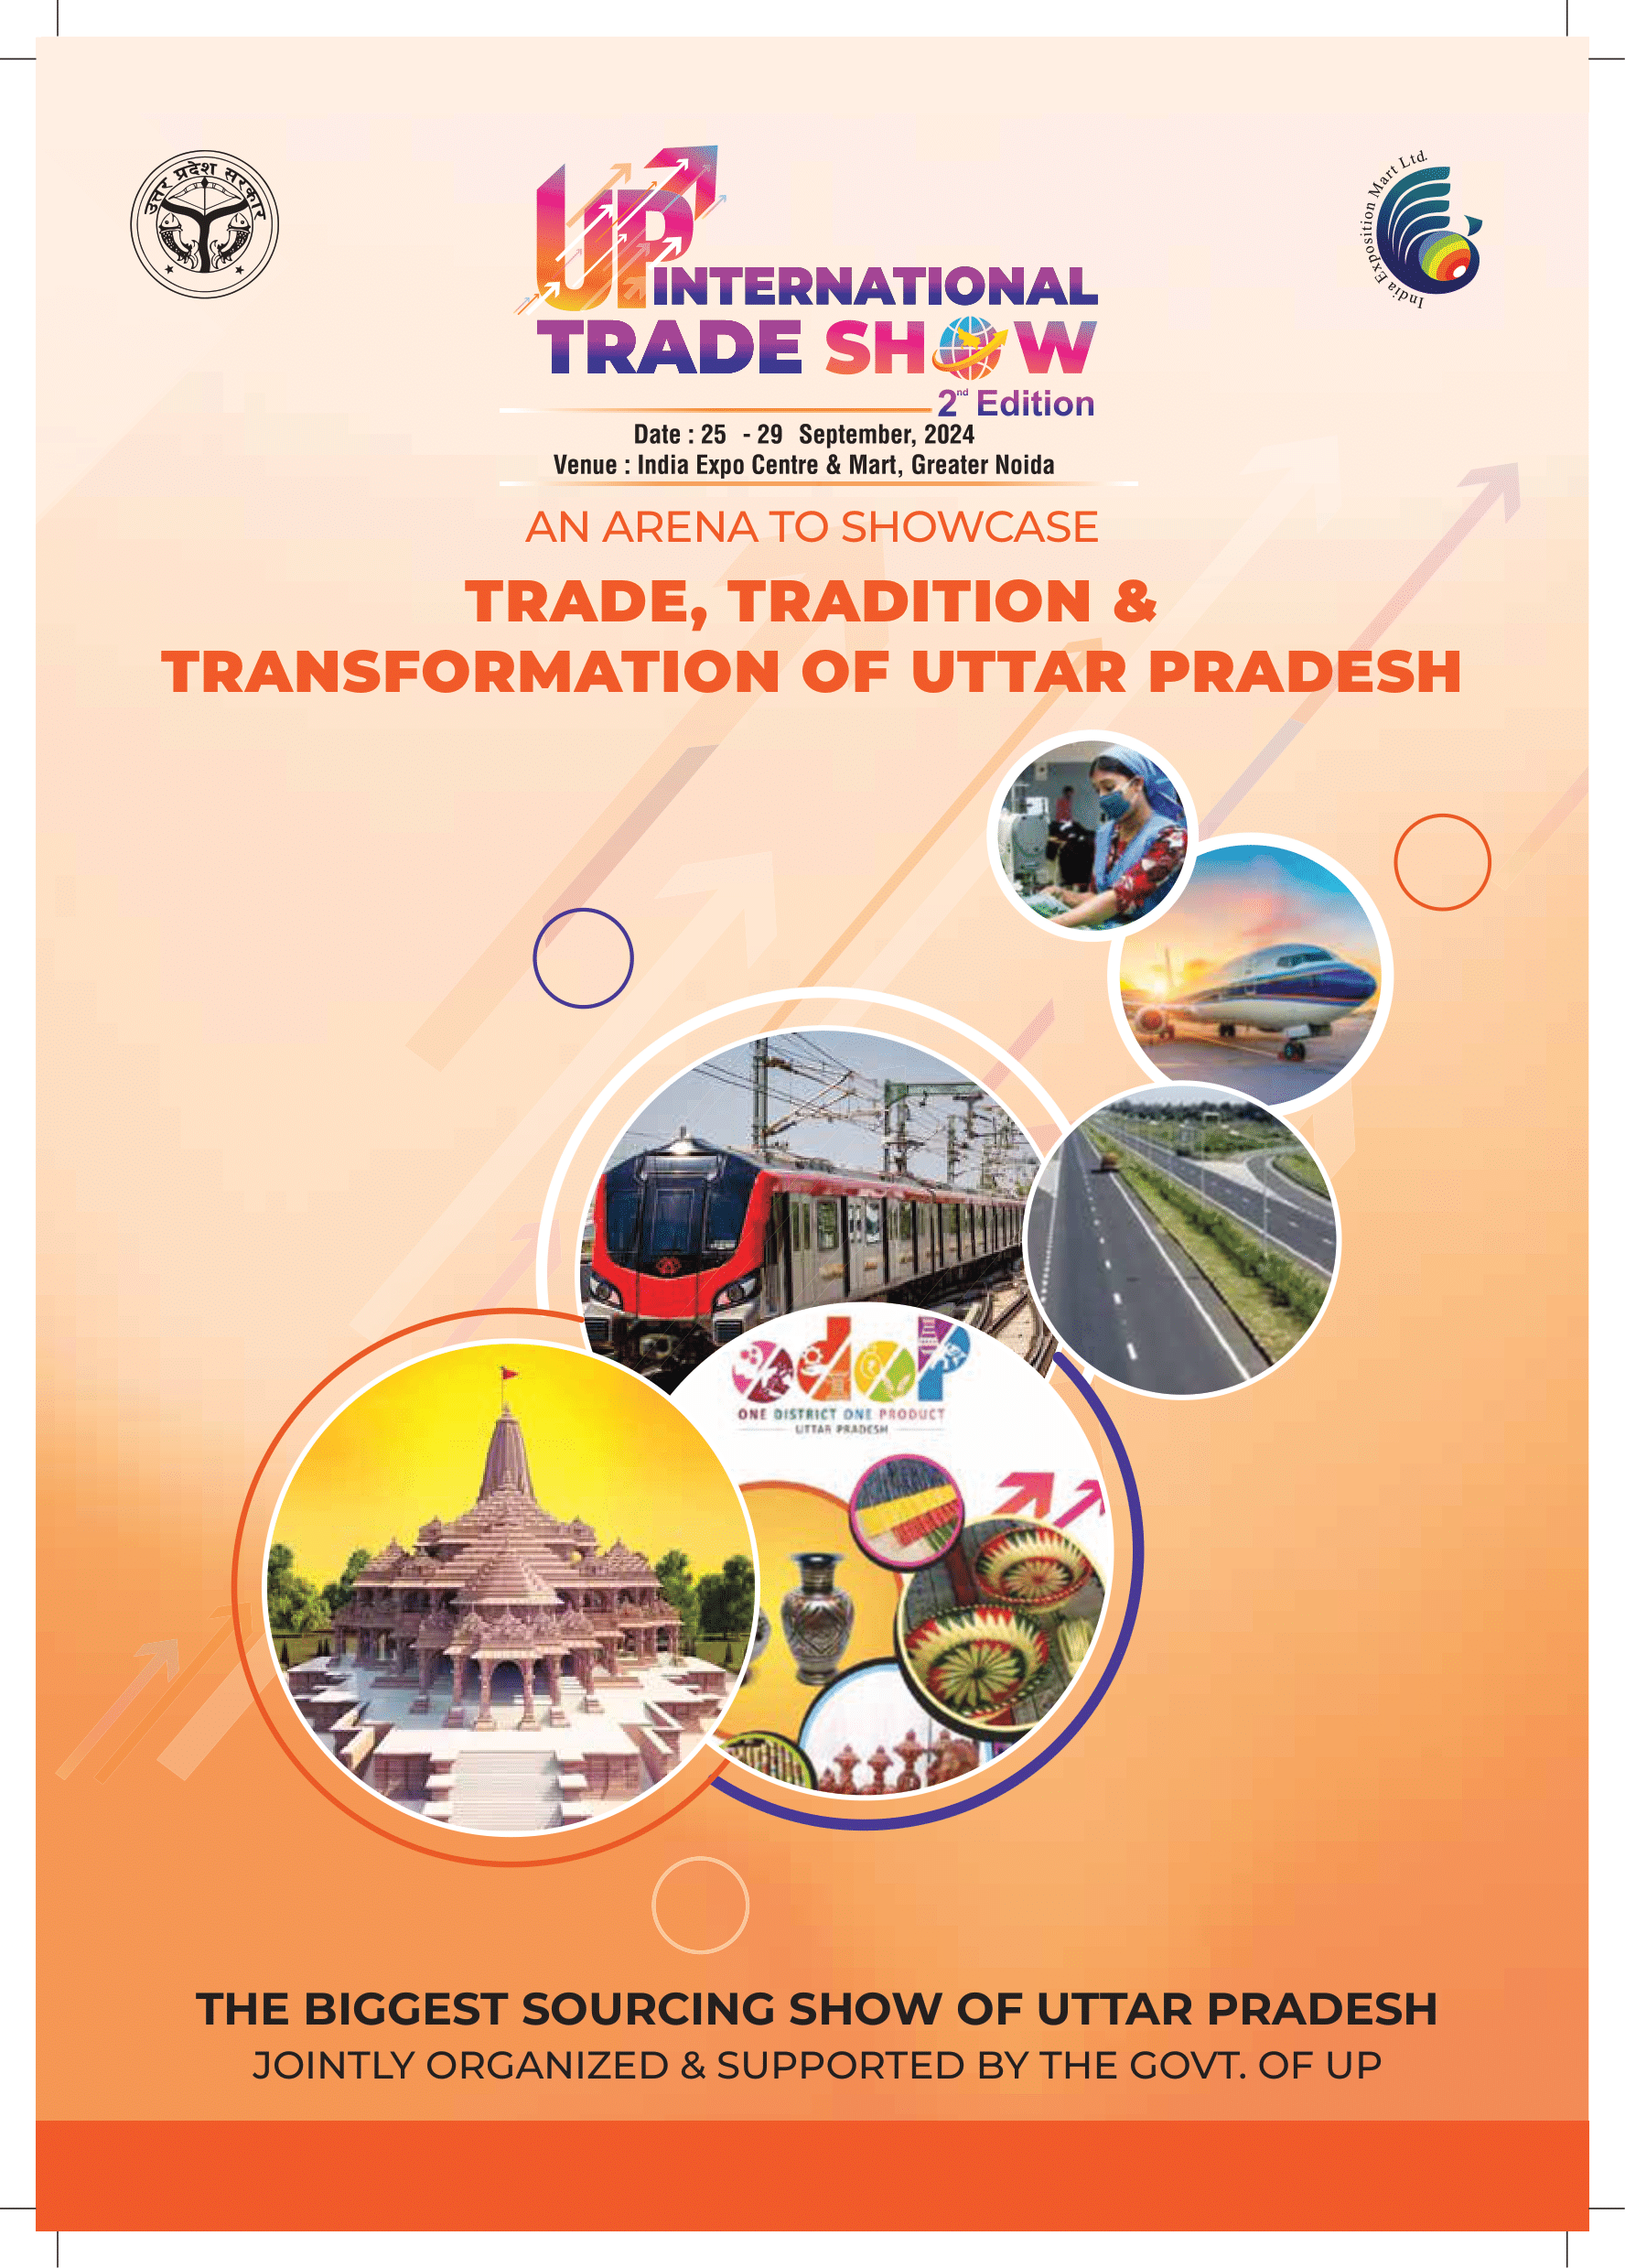 उत्तर प्रदेश सरकार
India Exposition Mart Ltd.
UP INTERNATIONAL
TRADE SHOW
2nd Edition
Date : 25 - 29 September, 2024
Venue : India Expo Centre & Mart, Greater Noida
AN ARENA TO SHOWCASE
TRADE, TRADITION &
TRANSFORMATION OF UTTAR PRADESH
odop
ONE DISTRICT ONE PRODUCT
UTTAR PRADESH
THE BIGGEST SOURCING SHOW OF UTTAR PRADESH
JOINTLY ORGANIZED & SUPPORTED BY THE GOVT. OF UP